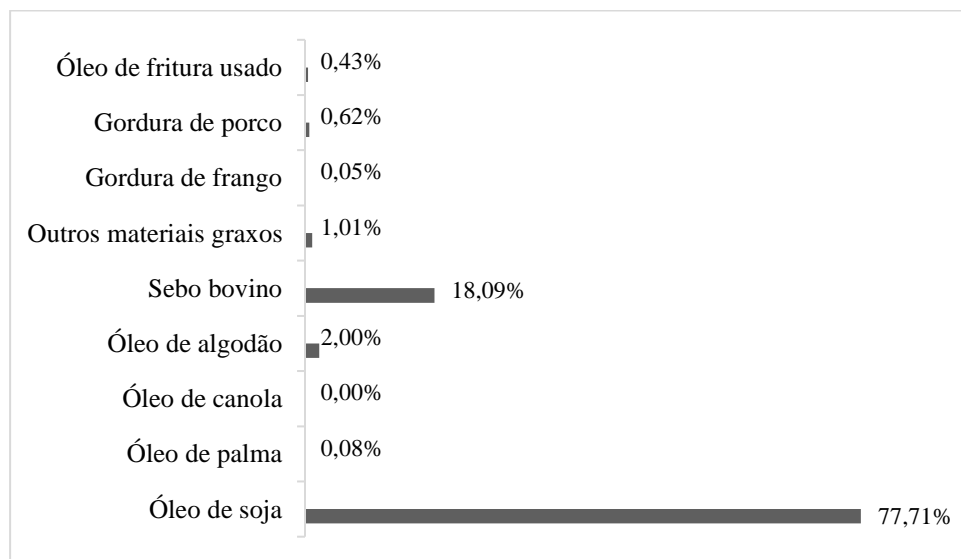 Óleo de fritura usado 0,43%
Gordura de porco 0,62%
Gordura de frango 0,05%
Outros materiais graxos 1,01%
Sebo bovino 18,09%
Óleo de algodão 2,00%
Óleo de canola 0,00%
Óleo de palma 0,08%
Óleo de soja 77,71%